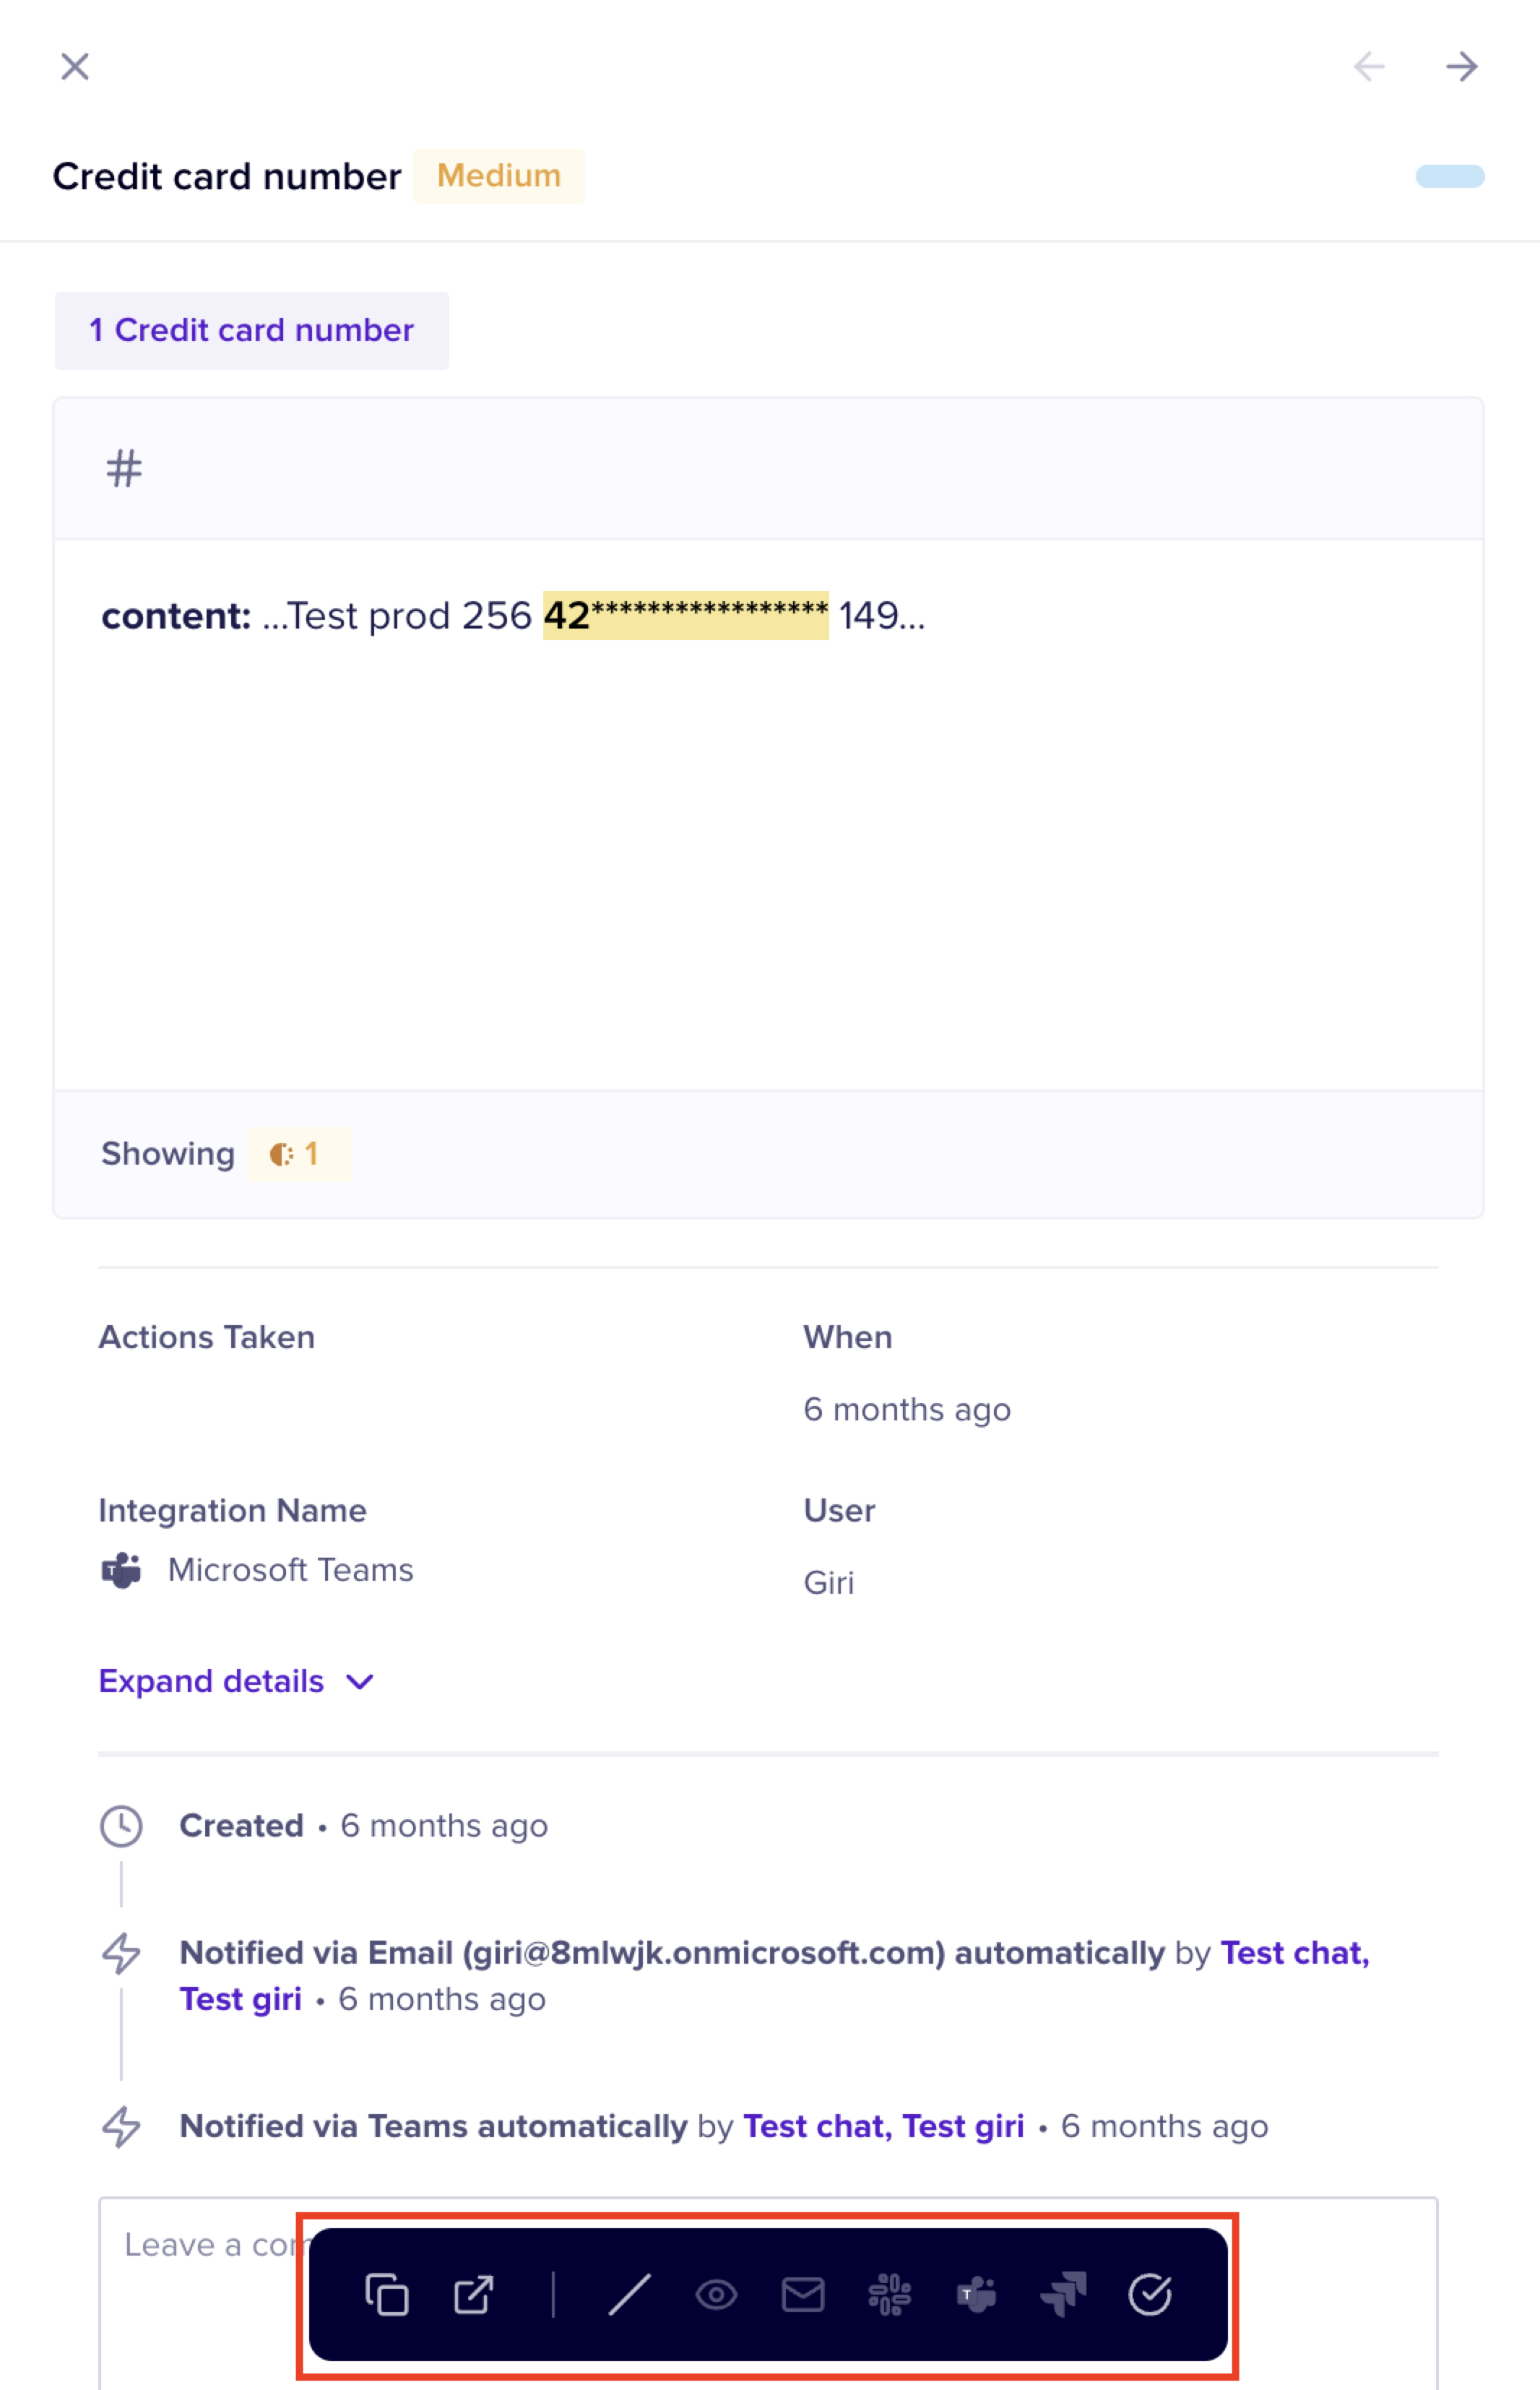 Credit card number Medium
1 Credit card number
#
content: ...Test prod 256 42***************** 149...
Showing 1
Actions Taken
When
6 months ago
Integration Name
User
Microsoft Teams
Giri
Expand details
Created • 6 months ago
Notified via Email (giri@8mlwjk.onmicrosoft.com) automatically by Test chat,
Test giri • 6 months ago
Notified via Teams automatically by Test chat, Test giri • 6 months ago
Leave a com